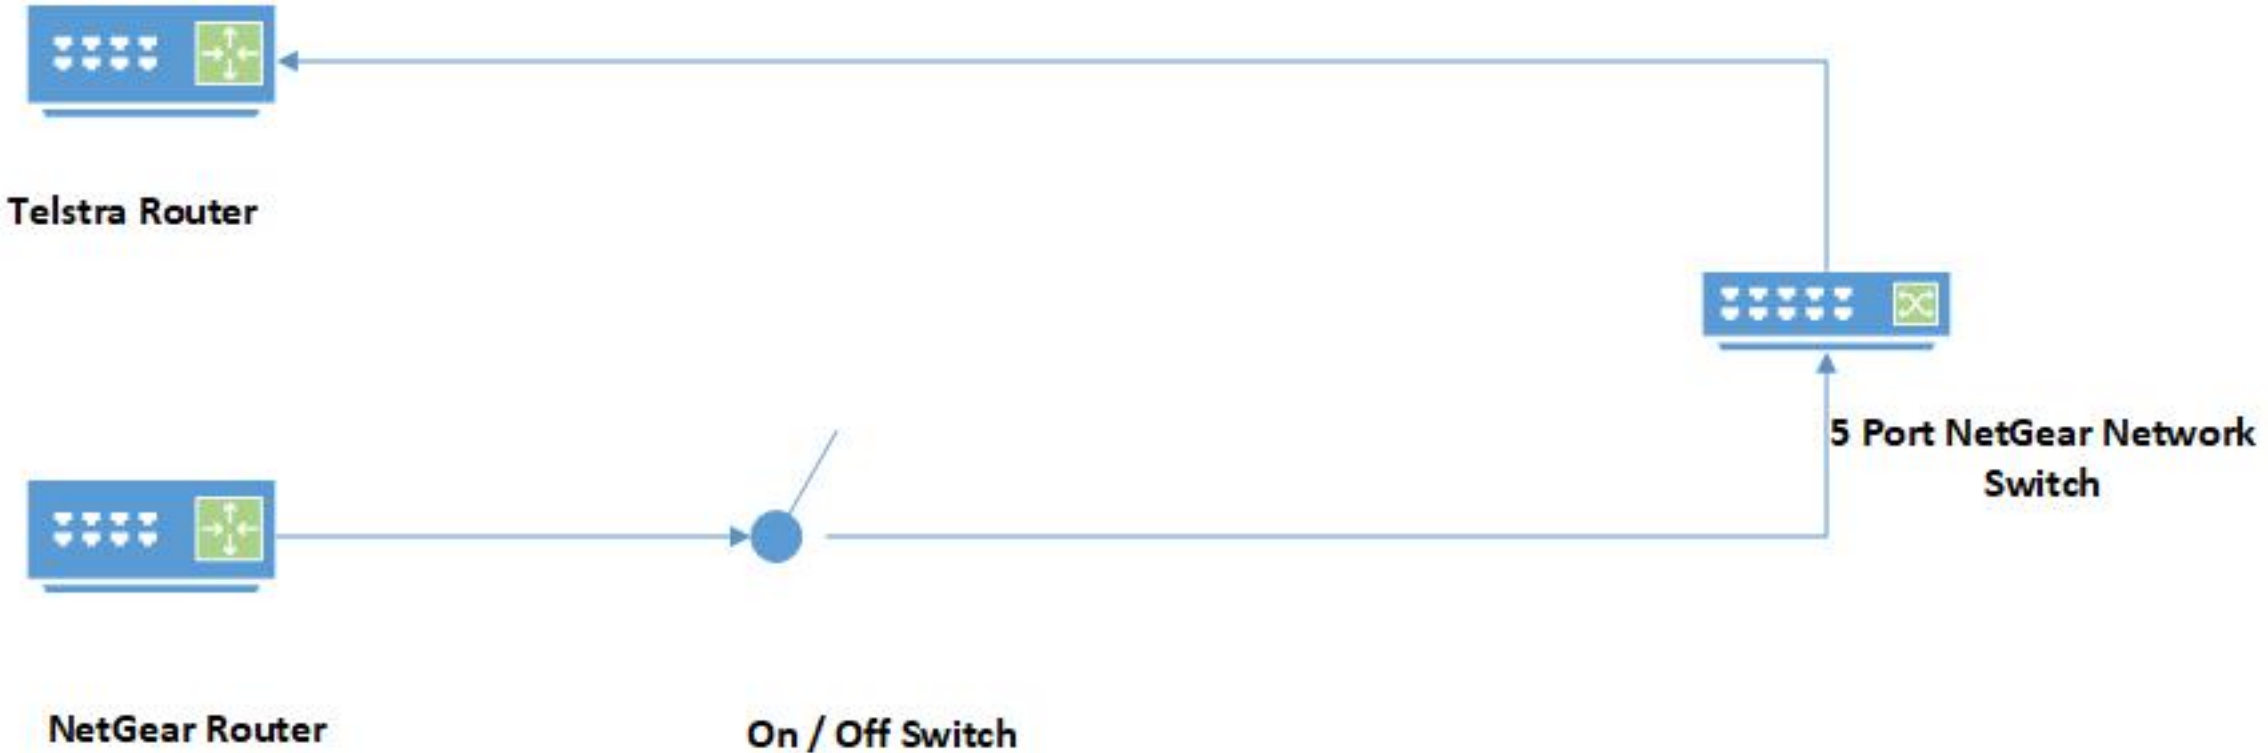 Telstra Router
5 Port NetGear Network
Switch
NetGear Router
On / Off Switch